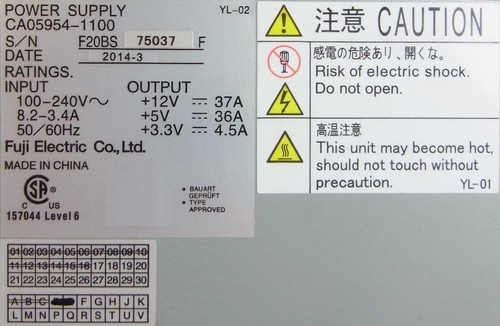 POWER SUPPLY YL-02
CA05954-1100
S/N F20BS 75037 F
DATE 2014-3
RATINGS.
INPUT OUTPUT
100-240V～ +12V ⎓ 37A
8.2-3.4A +5V ⎓ 36A
50/60Hz +3.3V ⎓ 4.5A
Fuji Electric Co.,Ltd.
MADE IN CHINA
• BAUART
GEPRÜFT
• TYPE
APPROVED
157044 Level 6
01 02 03 04 05 06 07 08 09 10
11 12 13 14 15 16 17 18 19 20
21 22 23 24 25 26 27 28 29 30
A B C F G H J K
L M N P Q R S T U V
注意 CAUTION
感電の危険あり、開くな。
Risk of electric shock.
Do not open.
高温注意
This unit may become hot,
should not touch without
precaution. YL-01